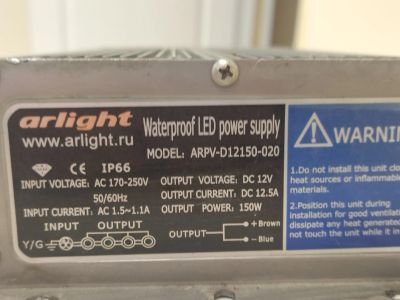 arlight
www.arlight.ru
Waterproof LED power supply
MODEL: ARPV-D12150-020
IP66
INPUT VOLTAGE: AC 170-250V
50/60Hz
INPUT CURRENT: AC 1.5~1.1A
OUTPUT VOLTAGE: DC 12V
OUTPUT CURRENT: DC 12.5A
OUTPUT POWER: 150W
INPUT OUTPUT
Y/G
OUTPUT
+ Brown
- Blue
WARNIN
1.Do not install this unit clo
heat sources or inflammable
materials.
2.Position this unit during
installation for good ventilat
dissipate any heat generated
not touch the unit while it i